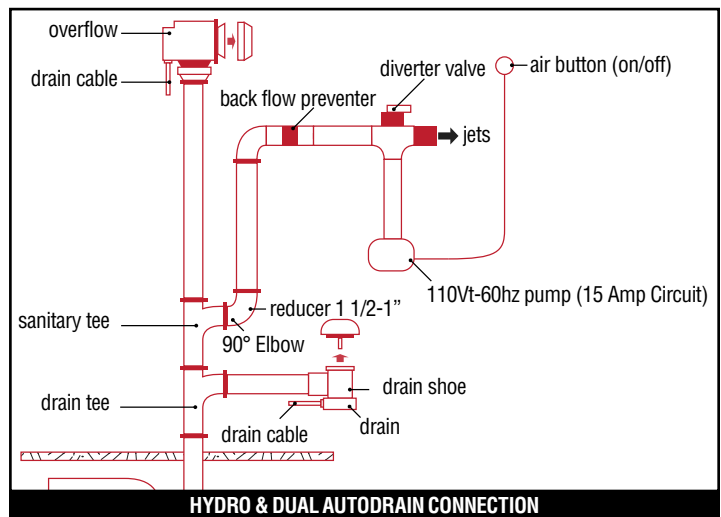 overflow
drain cable
back flow preventer
diverter valve
air button (on/off)
jets
110Vt-60hz pump (15 Amp Circuit)
sanitary tee
reducer 1 1/2-1”
90° Elbow
drain tee
drain shoe
drain cable
drain
HYDRO & DUAL AUTODRAIN CONNECTION